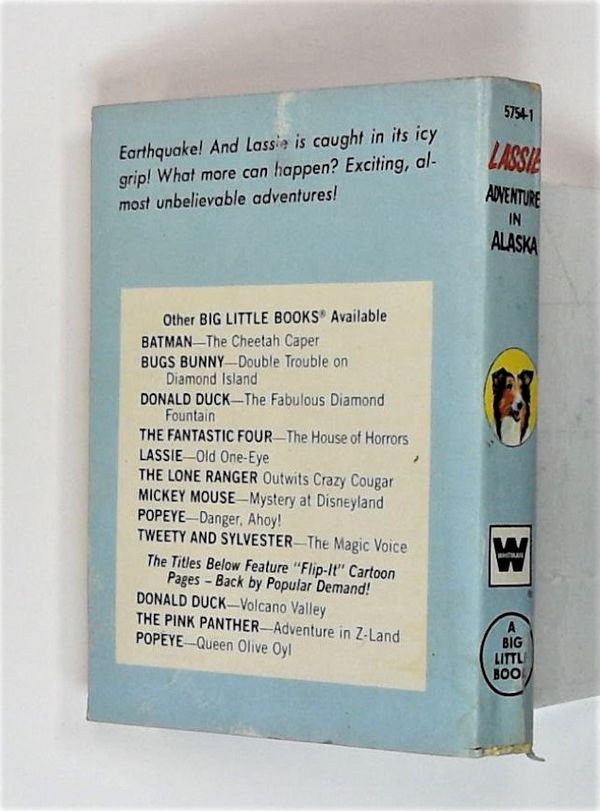 Earthquake! And Lassie is caught in its icy
grip! What more can happen? Exciting, al-
most unbelievable adventures!
Other BIG LITTLE BOOKS® Available
BATMAN—The Cheetah Caper
BUGS BUNNY—Double Trouble on
Diamond Island
DONALD DUCK—The Fabulous Diamond
Fountain
THE FANTASTIC FOUR—The House of Horrors
LASSIE—Old One-Eye
THE LONE RANGER Outwits Crazy Cougar
MICKEY MOUSE—Mystery at Disneyland
POPEYE—Danger, Ahoy!
TWEETY AND SYLVESTER—The Magic Voice
The Titles Below Feature "Flip-It" Cartoon
Pages – Back by Popular Demand!
DONALD DUCK—Volcano Valley
THE PINK PANTHER—Adventure in Z-Land
POPEYE—Queen Olive Oyl
5754-1
LASSIE
ADVENTURE
IN
ALASKA
W
WHITMAN
A
BIG
LITTLE
BOOK